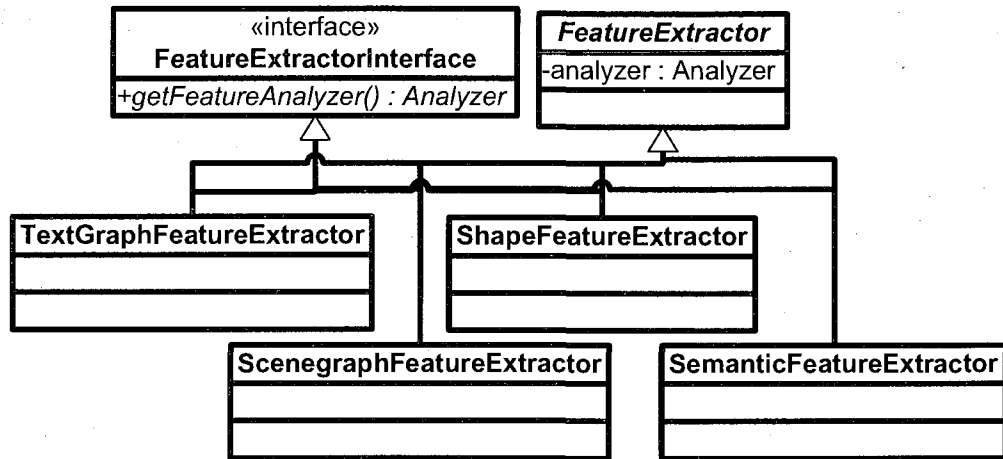 «interface»
FeatureExtractorInterface
+getFeatureAnalyzer() : Analyzer
FeatureExtractor
-analyzer : Analyzer
TextGraphFeatureExtractor
ShapeFeatureExtractor
ScenegraphFeatureExtractor
SemanticFeatureExtractor